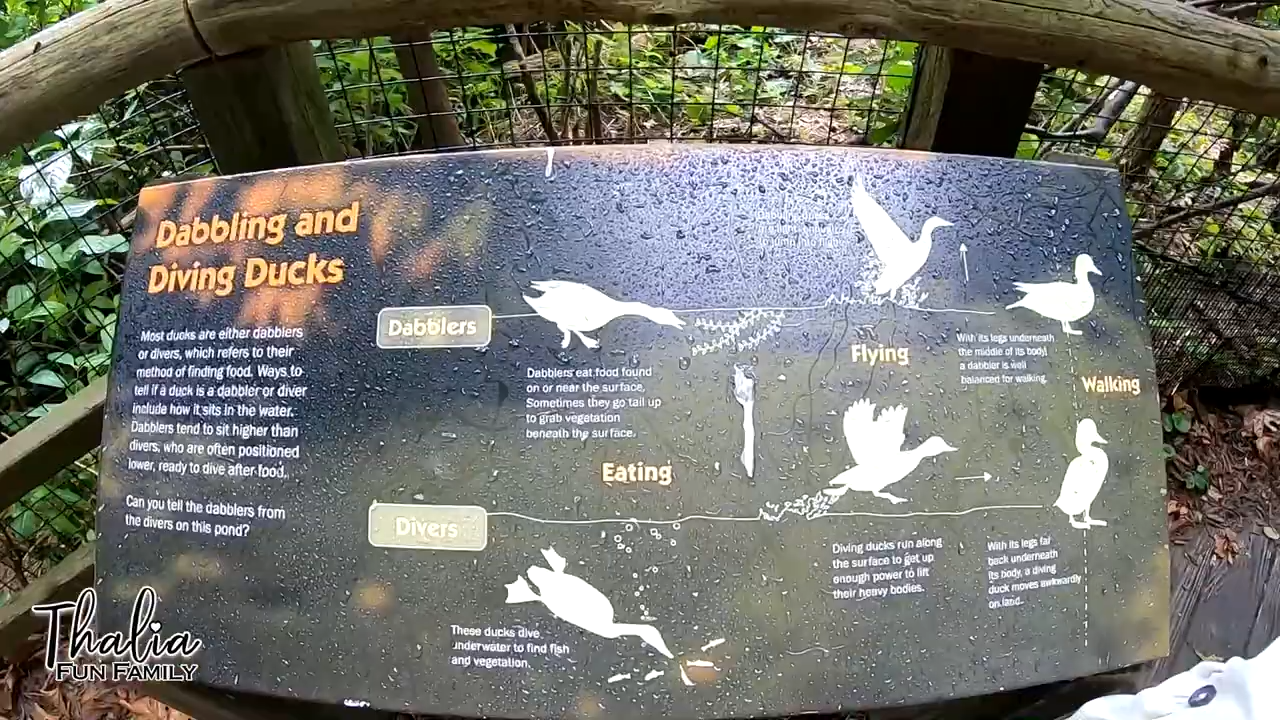 Dabbling and
Diving Ducks
Most ducks are either dabblers
or divers, which refers to their
method of finding food. Ways to
tell if a duck is a dabbler or diver
include how it sits in the water.
Dabblers tend to sit higher than
divers, who are often positioned
lower, ready to dive after food.
Can you tell the dabblers from
the divers on this pond?
Dabblers
Dabblers eat food found
on or near the surface.
Sometimes they go tail up
to grab vegetation
beneath the surface.
to jump into flight.
Flying
With its legs underneath
the middle of its body,
a dabbler is well
balanced for walking.
Walking
Eating
Divers
These ducks dive
underwater to find fish
and vegetation.
Diving ducks run along
the surface to get up
enough power to lift
their heavy bodies.
With its legs far
back underneath
its body, a diving
duck moves awkwardly
on land.
Thalia
FUN FAMILY